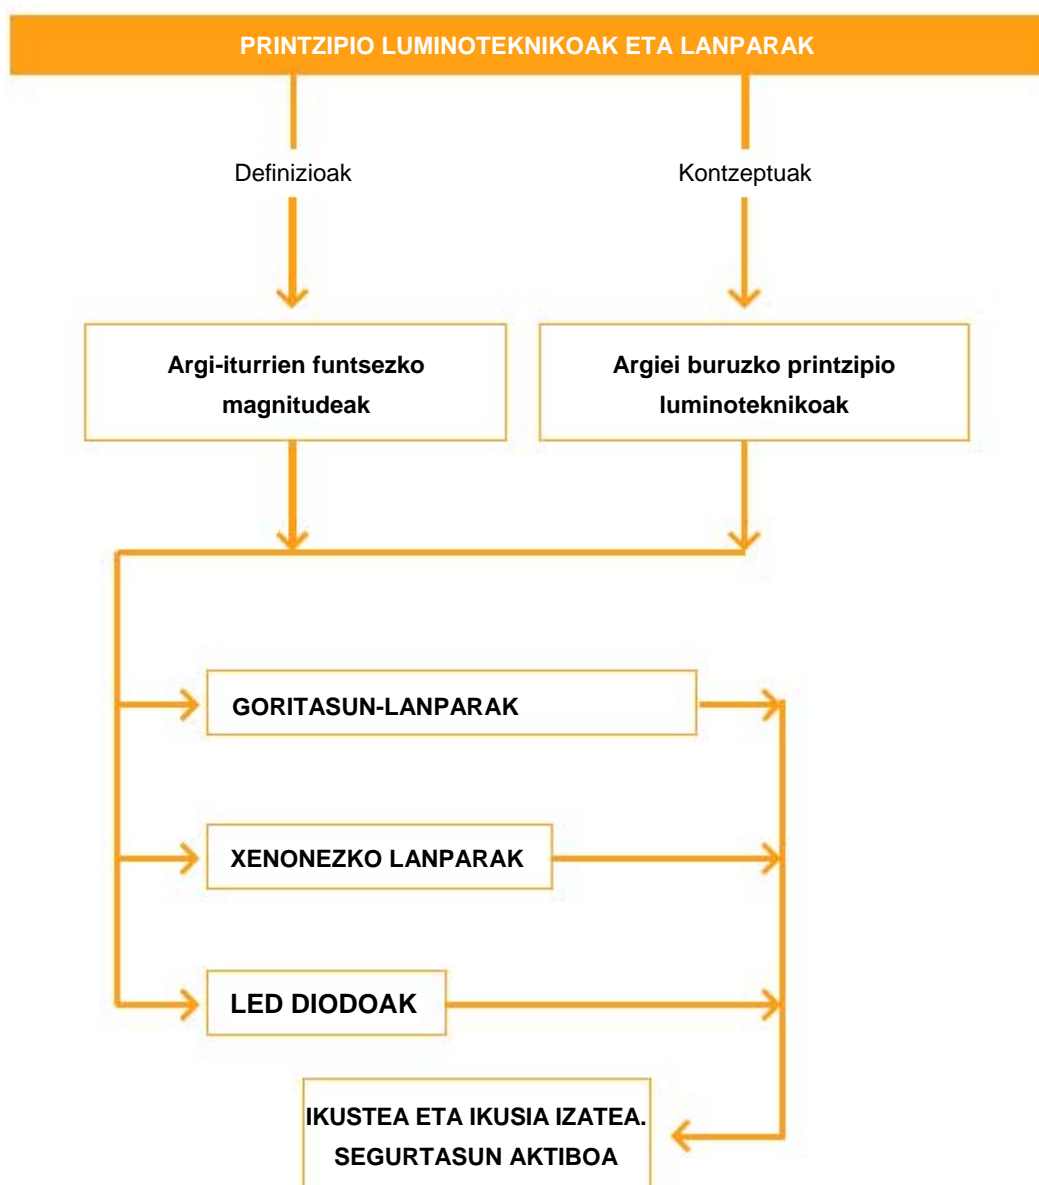 PRINTZIPIO LUMINOTEKNIKOAK ETA LANPARAK
Definizioak
Kontzeptuak
Argi-iturrien funtsezko
magnitudeak
Argiei buruzko printzipio
luminoteknikoak
GORITASUN-LANPARAK
XENONEZKO LANPARAK
LED DIODOAK
IKUSTEA ETA IKUSIA IZATEA.
SEGURTASUN AKTIBOA